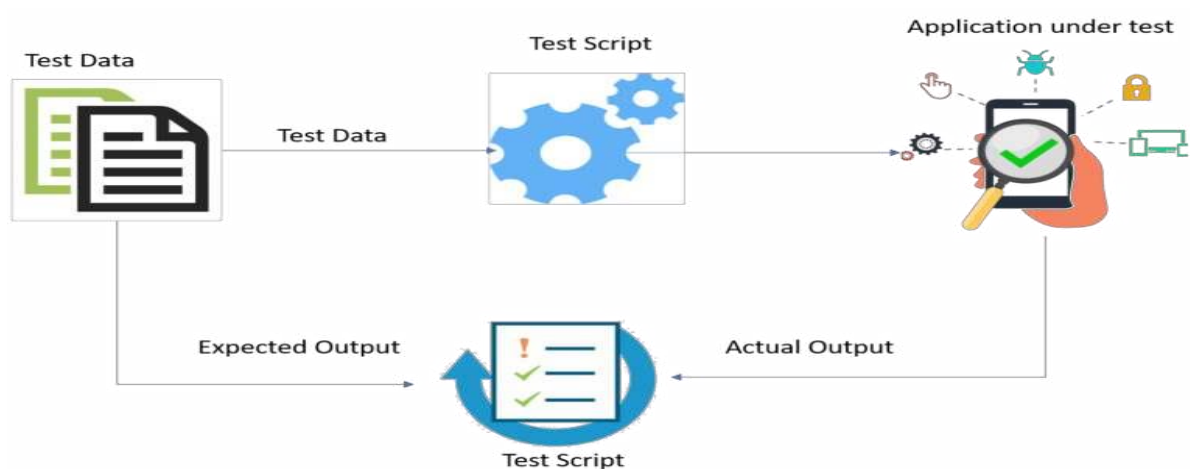 Application under test
Test Script
Test Data
Test Data
Expected Output
Actual Output
Test Script